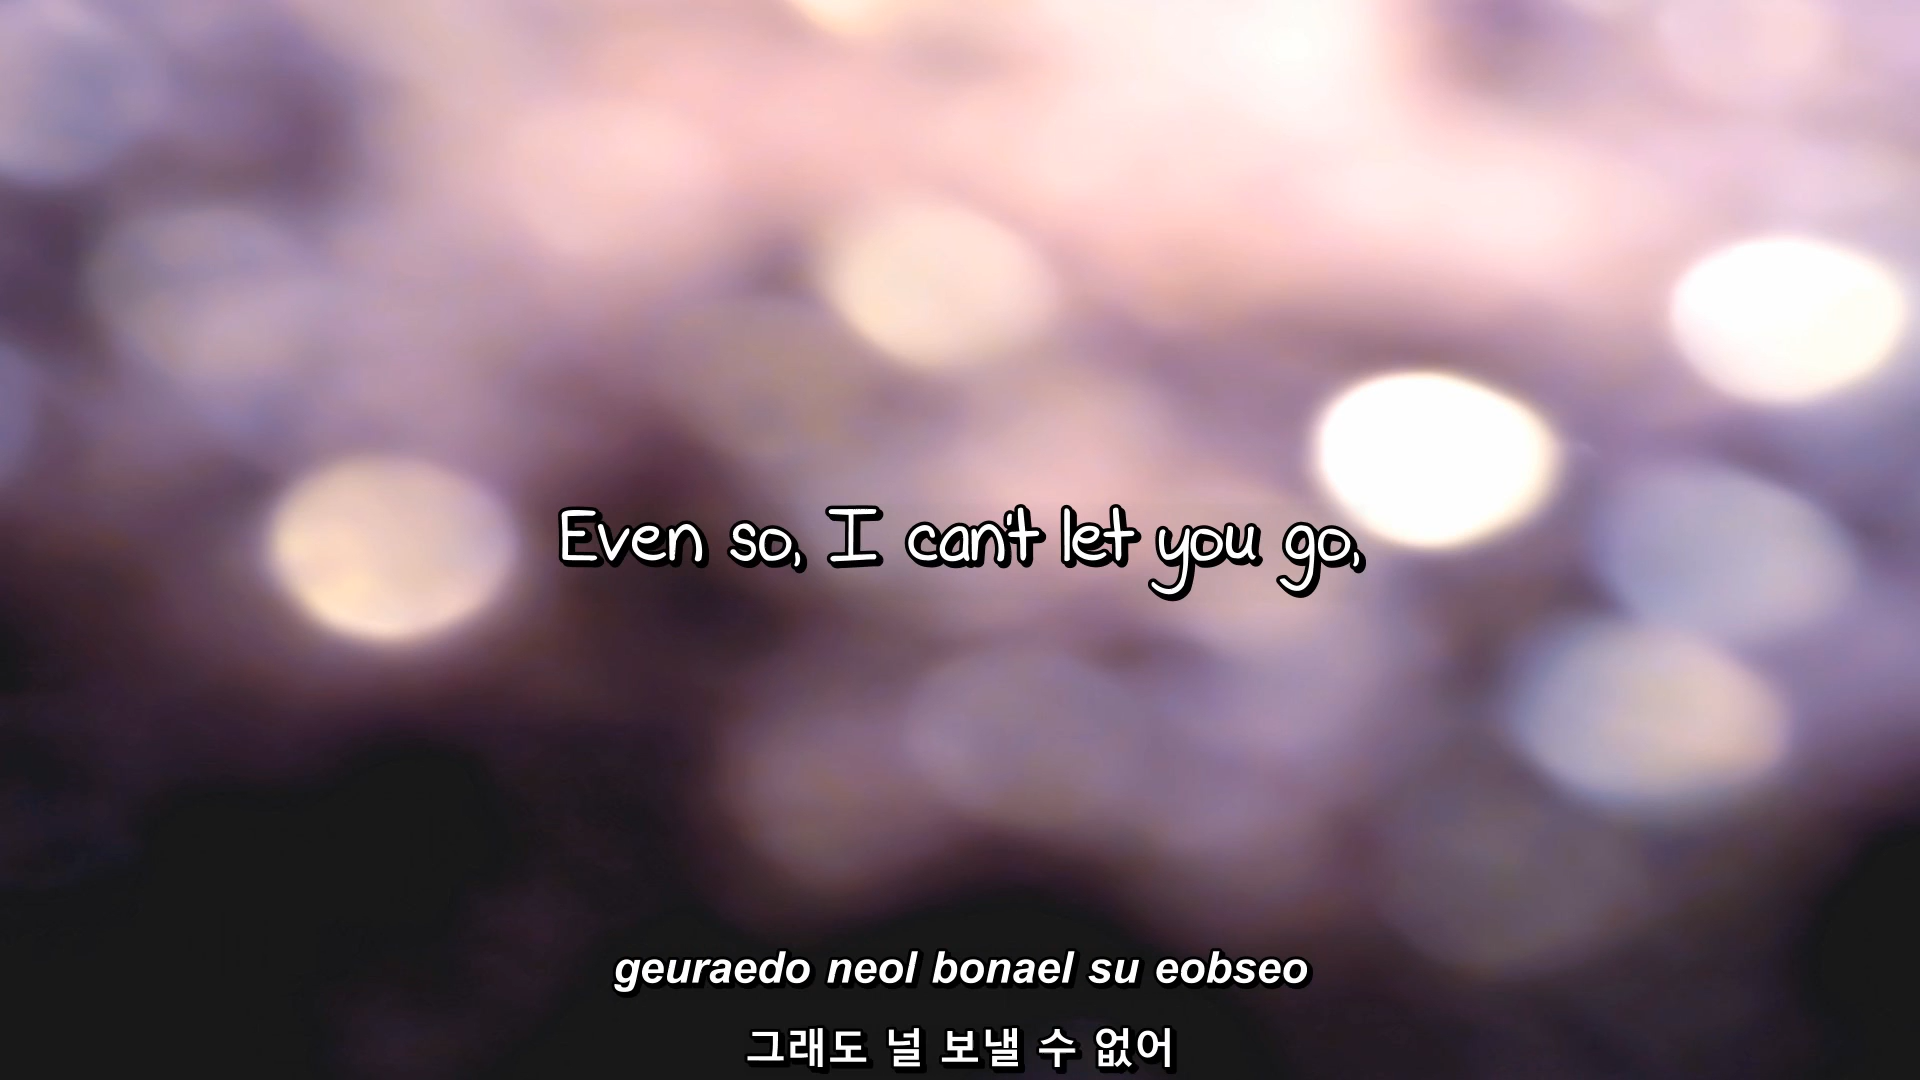 Even so, I can't let you go,
geuraedo neol bonael su eobseo
그래도 널 보낼 수 없어